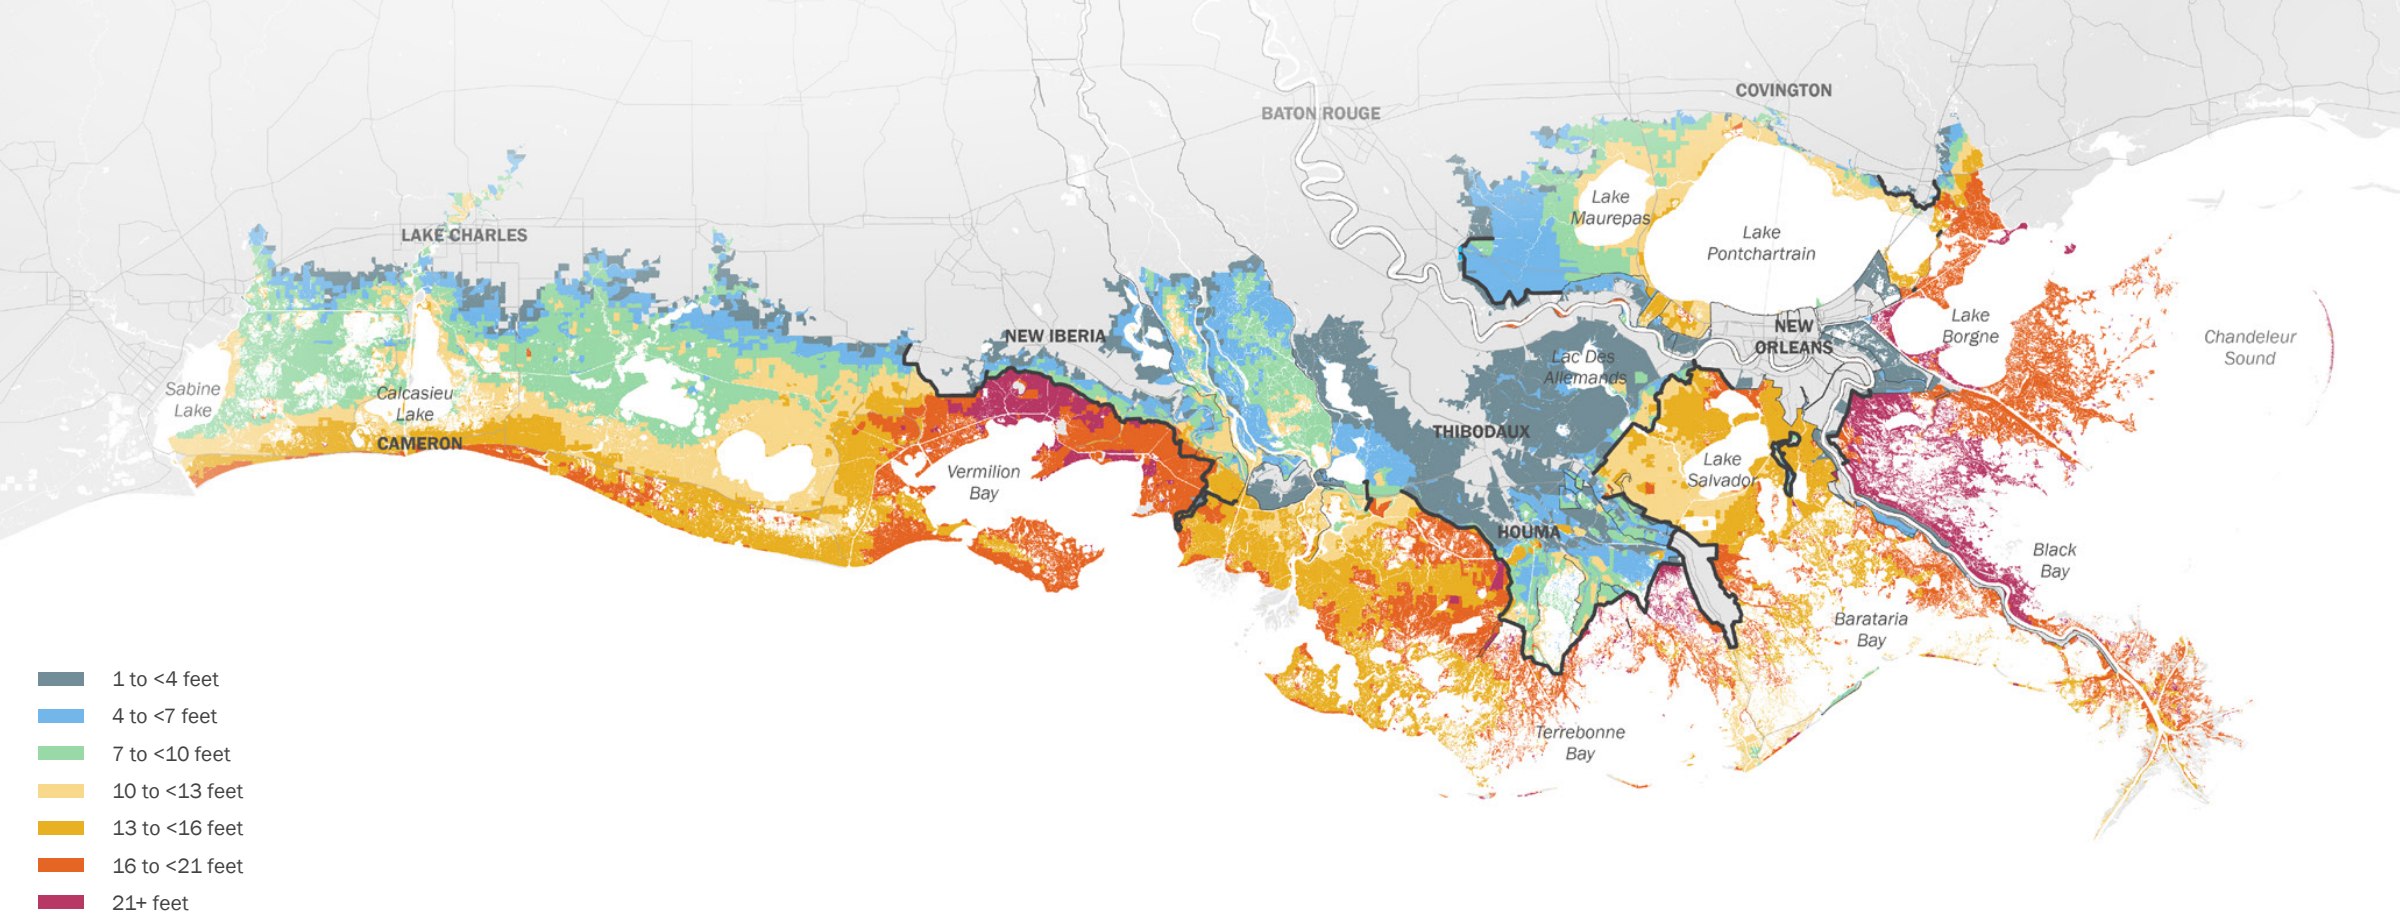 COVINGTON
BATON ROUGE
Lake
Maurepas
Lake
Pontchartrain
LAKE CHARLES
NEW IBERIA
NEW
ORLEANS
Lake
Borgne
Chandeleur
Sound
Lac Des
Allemands
Sabine
Lake
Calcasieu
Lake
CAMERON
THIBODAUX
Vermilion
Bay
Lake
Salvador
HOUMA
Black
Bay
Barataria
Bay
Terrebonne
Bay
1 to <4 feet
4 to <7 feet
7 to <10 feet
10 to <13 feet
13 to <16 feet
16 to <21 feet
21+ feet